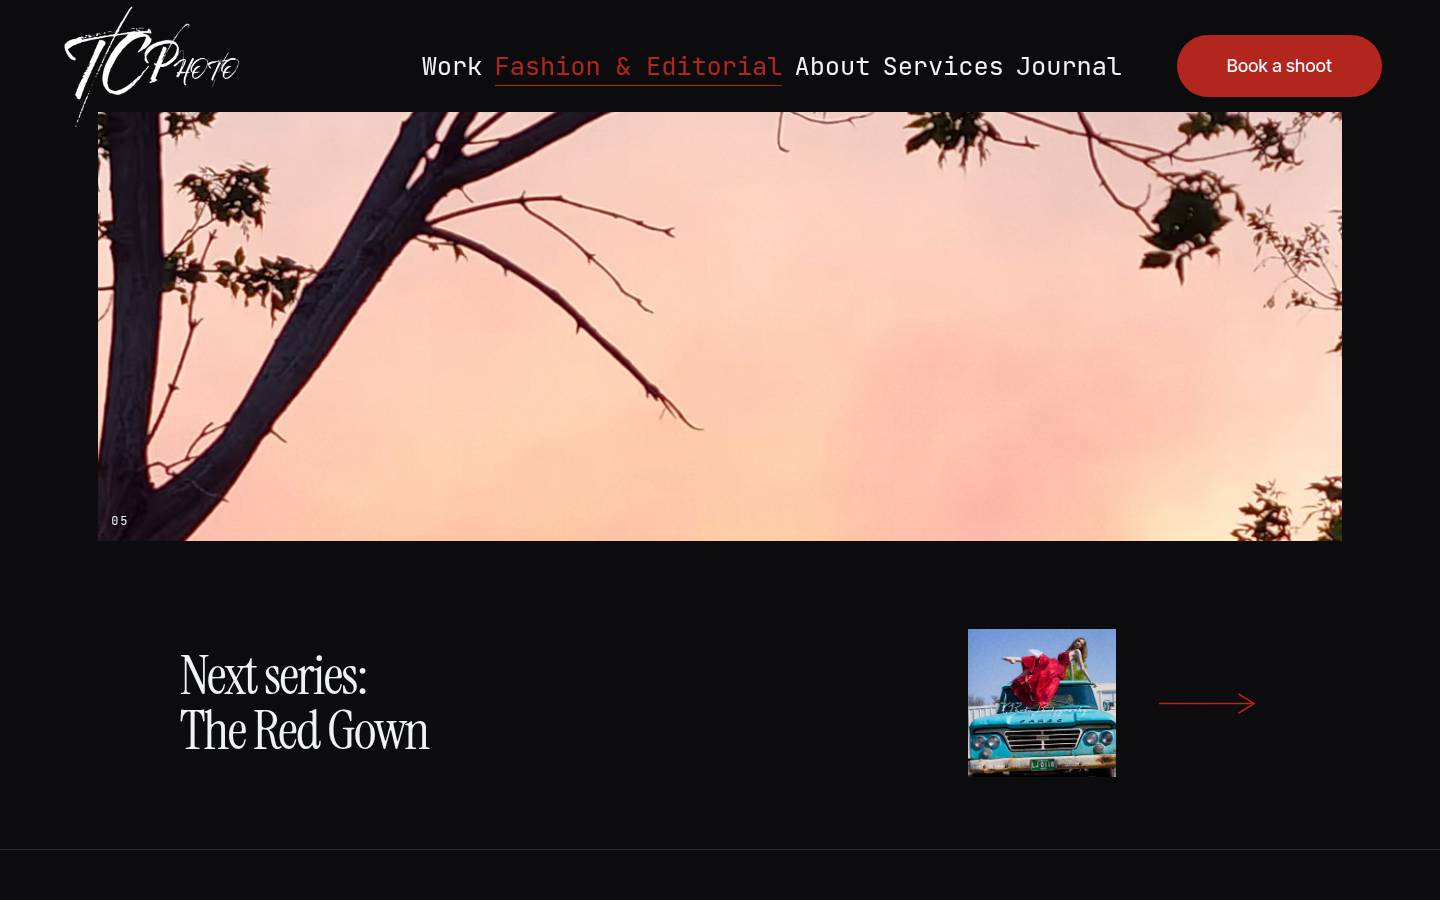 TCPHOTO
Work Fashion & Editorial About Services Journal
Book a shoot
05
Next series:
The Red Gown